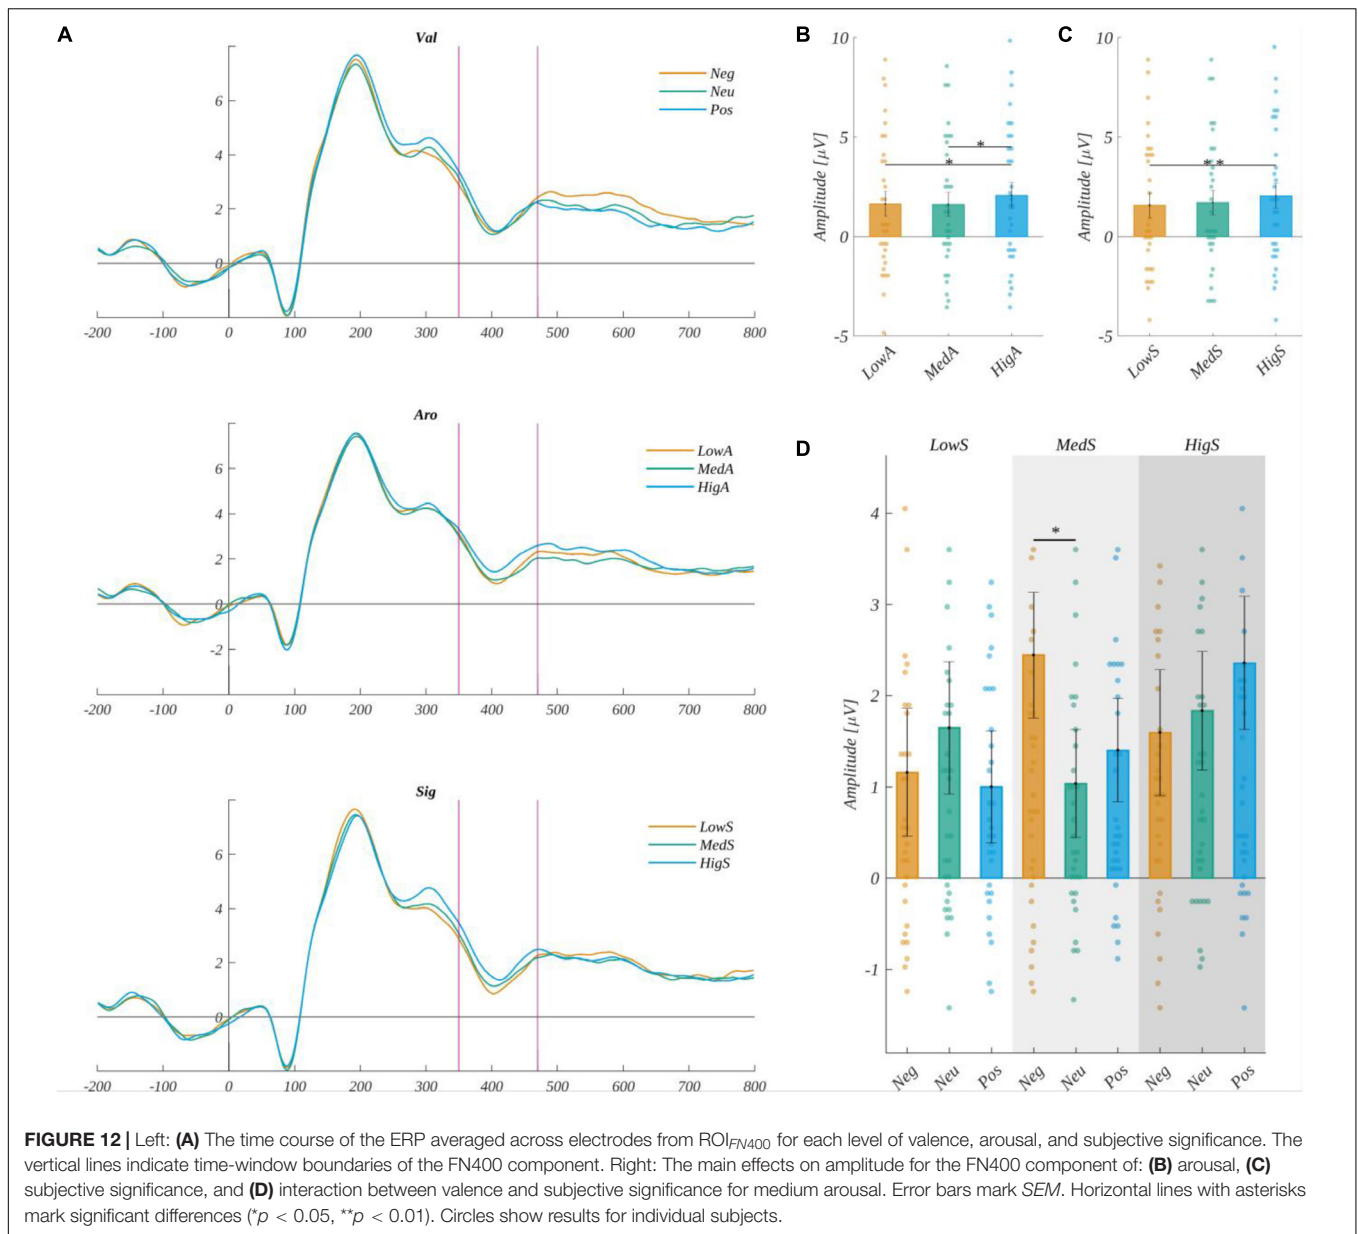 A
Val
Neg
Neu
Pos
6
4
2
0
-200 -100 0 100 200 300 400 500 600 700 800
Aro
LowA
MedA
HigA
6
4
2
0
-2
-200 -100 0 100 200 300 400 500 600 700 800
Sig
LowS
MedS
HigS
6
4
2
0
-200 -100 0 100 200 300 400 500 600 700 800
B
Amplitude [μV]
10
5
0
-5
*
*
LowA MedA HigA
C
Amplitude [μV]
10
5
0
-5
**
LowS MedS HigS
D
LowS MedS HigS
Amplitude [μV]
4
3
2
1
0
-1
*
Neg Neu Pos Neg Neu Pos Neg Neu Pos
FIGURE 12 | Left: (A) The time course of the ERP averaged across electrodes from ROI_FN400 for each level of valence, arousal, and subjective significance. The
vertical lines indicate time-window boundaries of the FN400 component. Right: The main effects on amplitude for the FN400 component of: (B) arousal, (C)
subjective significance, and (D) interaction between valence and subjective significance for medium arousal. Error bars mark SEM. Horizontal lines with asterisks
mark significant differences (*p < 0.05, **p < 0.01). Circles show results for individual subjects.